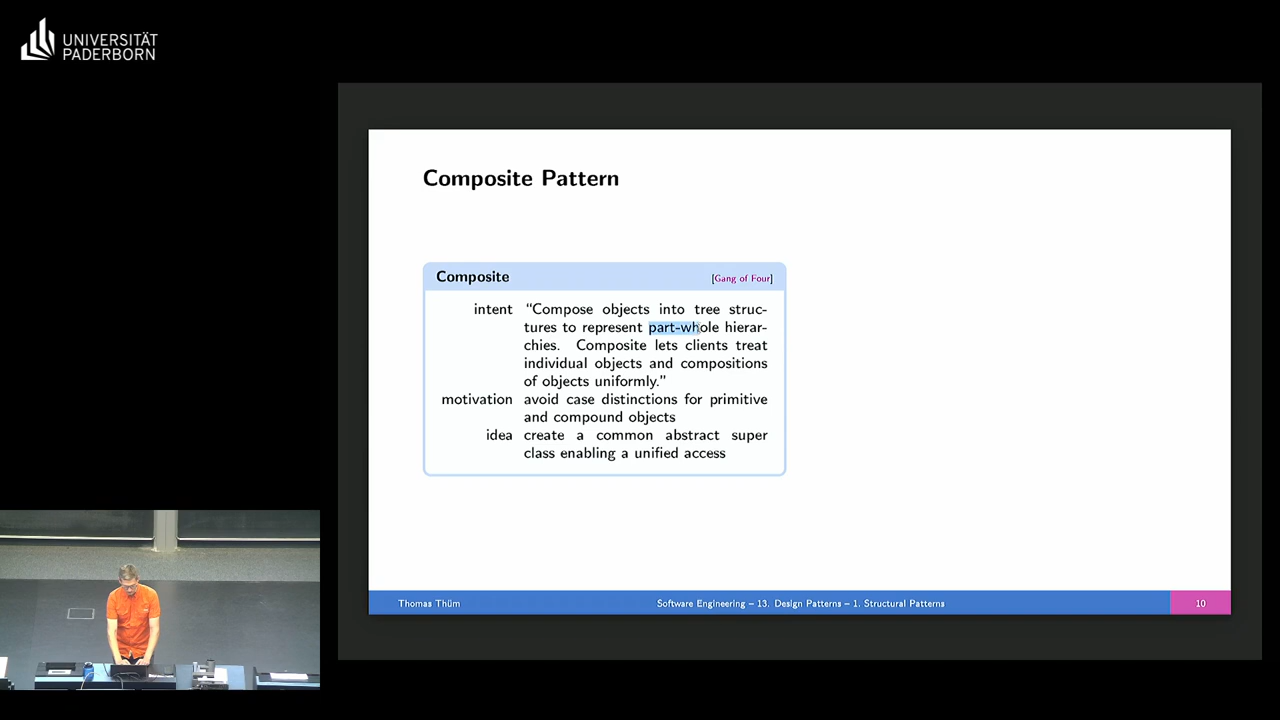 UNIVERSITÄT
PADERBORN
Composite Pattern
Composite [Gang of Four]
intent “Compose objects into tree struc-
tures to represent part-whole hierar-
chies. Composite lets clients treat
individual objects and compositions
of objects uniformly.”
motivation avoid case distinctions for primitive
and compound objects
idea create a common abstract super
class enabling a unified access
Thomas Thüm Software Engineering – 13. Design Patterns – 1. Structural Patterns 10